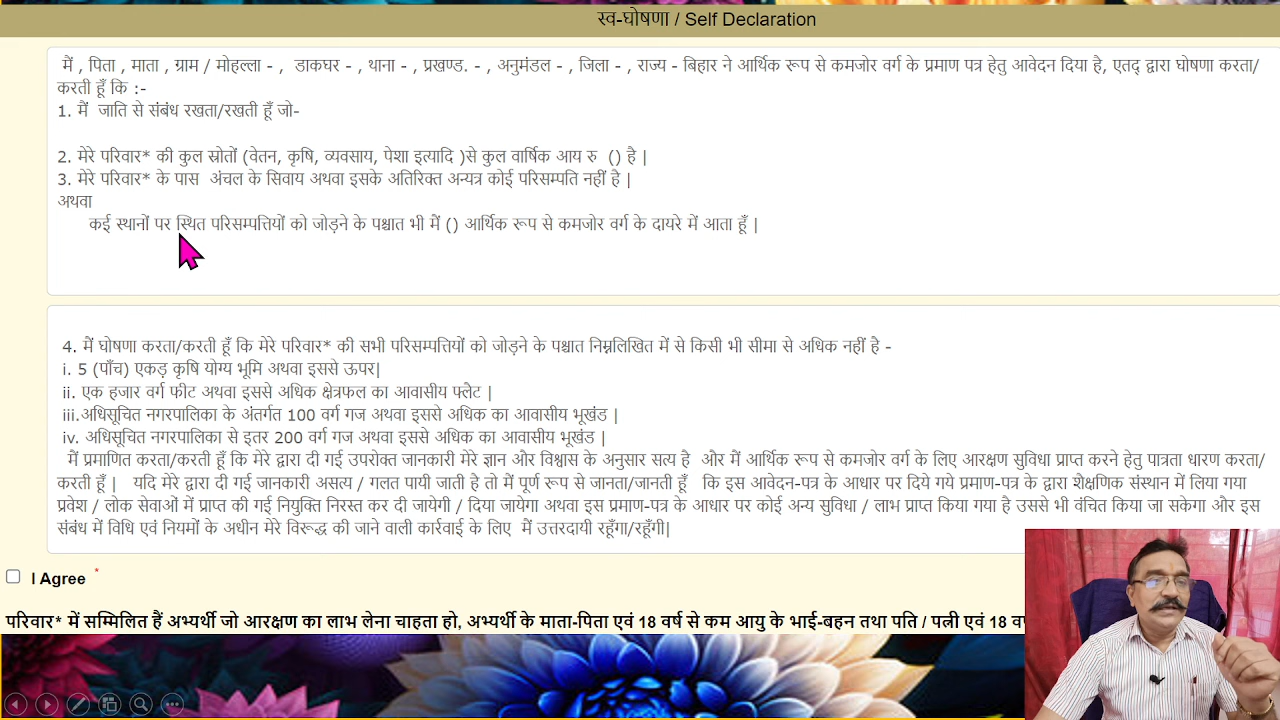 स्व-घोषणा / Self Declaration
मैं , पिता , माता , ग्राम / मोहल्ला - , डाकघर - , थाना - , प्रखण्ड. - , अनुमंडल - , जिला - , राज्य - बिहार ने आर्थिक रूप से कमजोर वर्ग के प्रमाण पत्र हेतु आवेदन दिया है, एतद् द्वारा घोषणा करता/
करती हूँ कि :-
1. मैं जाति से संबंध रखता/रखती हूँ जो-
2. मेरे परिवार* की कुल स्रोतों (वेतन, कृषि, व्यवसाय, पेशा इत्यादि )से कुल वार्षिक आय रु () है |
3. मेरे परिवार* के पास अंचल के सिवाय अथवा इसके अतिरिक्त अन्यत्र कोई परिसम्पति नहीं है |
अथवा
कई स्थानों पर स्थित परिसम्पत्तियों को जोड़ने के पश्चात भी मैं () आर्थिक रूप से कमजोर वर्ग के दायरे में आता हूँ |
4. मैं घोषणा करता/करती हूँ कि मेरे परिवार* की सभी परिसम्पत्तियों को जोड़ने के पश्चात निम्नलिखित में से किसी भी सीमा से अधिक नहीं है -
i. 5 (पाँच) एकड़ कृषि योग्य भूमि अथवा इससे ऊपर|
ii. एक हजार वर्ग फीट अथवा इससे अधिक क्षेत्रफल का आवासीय फ्लैट |
iii.अधिसूचित नगरपालिका के अंतर्गत 100 वर्ग गज अथवा इससे अधिक का आवासीय भूखंड |
iv. अधिसूचित नगरपालिका से इतर 200 वर्ग गज अथवा इससे अधिक का आवासीय भूखंड |
मैं प्रमाणित करता/करती हूँ कि मेरे द्वारा दी गई उपरोक्त जानकारी मेरे ज्ञान और विश्वास के अनुसार सत्य है और में आर्थिक रूप से कमजोर वर्ग के लिए आरक्षण सुविधा प्राप्त करने हेतु पात्रता धारण करता/
करती हूँ | यदि मेरे द्वारा दी गई जानकारी असत्य / गलत पायी जाती है तो मैं पूर्ण रूप से जानता/जानती हूँ कि इस आवेदन-पत्र के आधार पर दिये गये प्रमाण-पत्र के द्वारा शैक्षणिक संस्थान में लिया गया
प्रवेश / लोक सेवाओं में प्राप्त की गई नियुक्ति निरस्त कर दी जायेगी / दिया जायेगा अथवा इस प्रमाण-पत्र के आधार पर कोई अन्य सुविधा / लाभ प्राप्त किया गया है उससे भी वंचित किया जा सकेगा और इस
संबंध में विधि एवं नियमों के अधीन मेरे विरूद्ध की जाने वाली कार्रवाई के लिए में उत्तरदायी रहूँगा/रहूँगी|
I Agree *
परिवार* में सम्मिलित हैं अभ्यर्थी जो आरक्षण का लाभ लेना चाहता हो, अभ्यर्थी के माता-पिता एवं 18 वर्ष से कम आयु के भाई-बहन तथा पति / पत्नी एवं 18